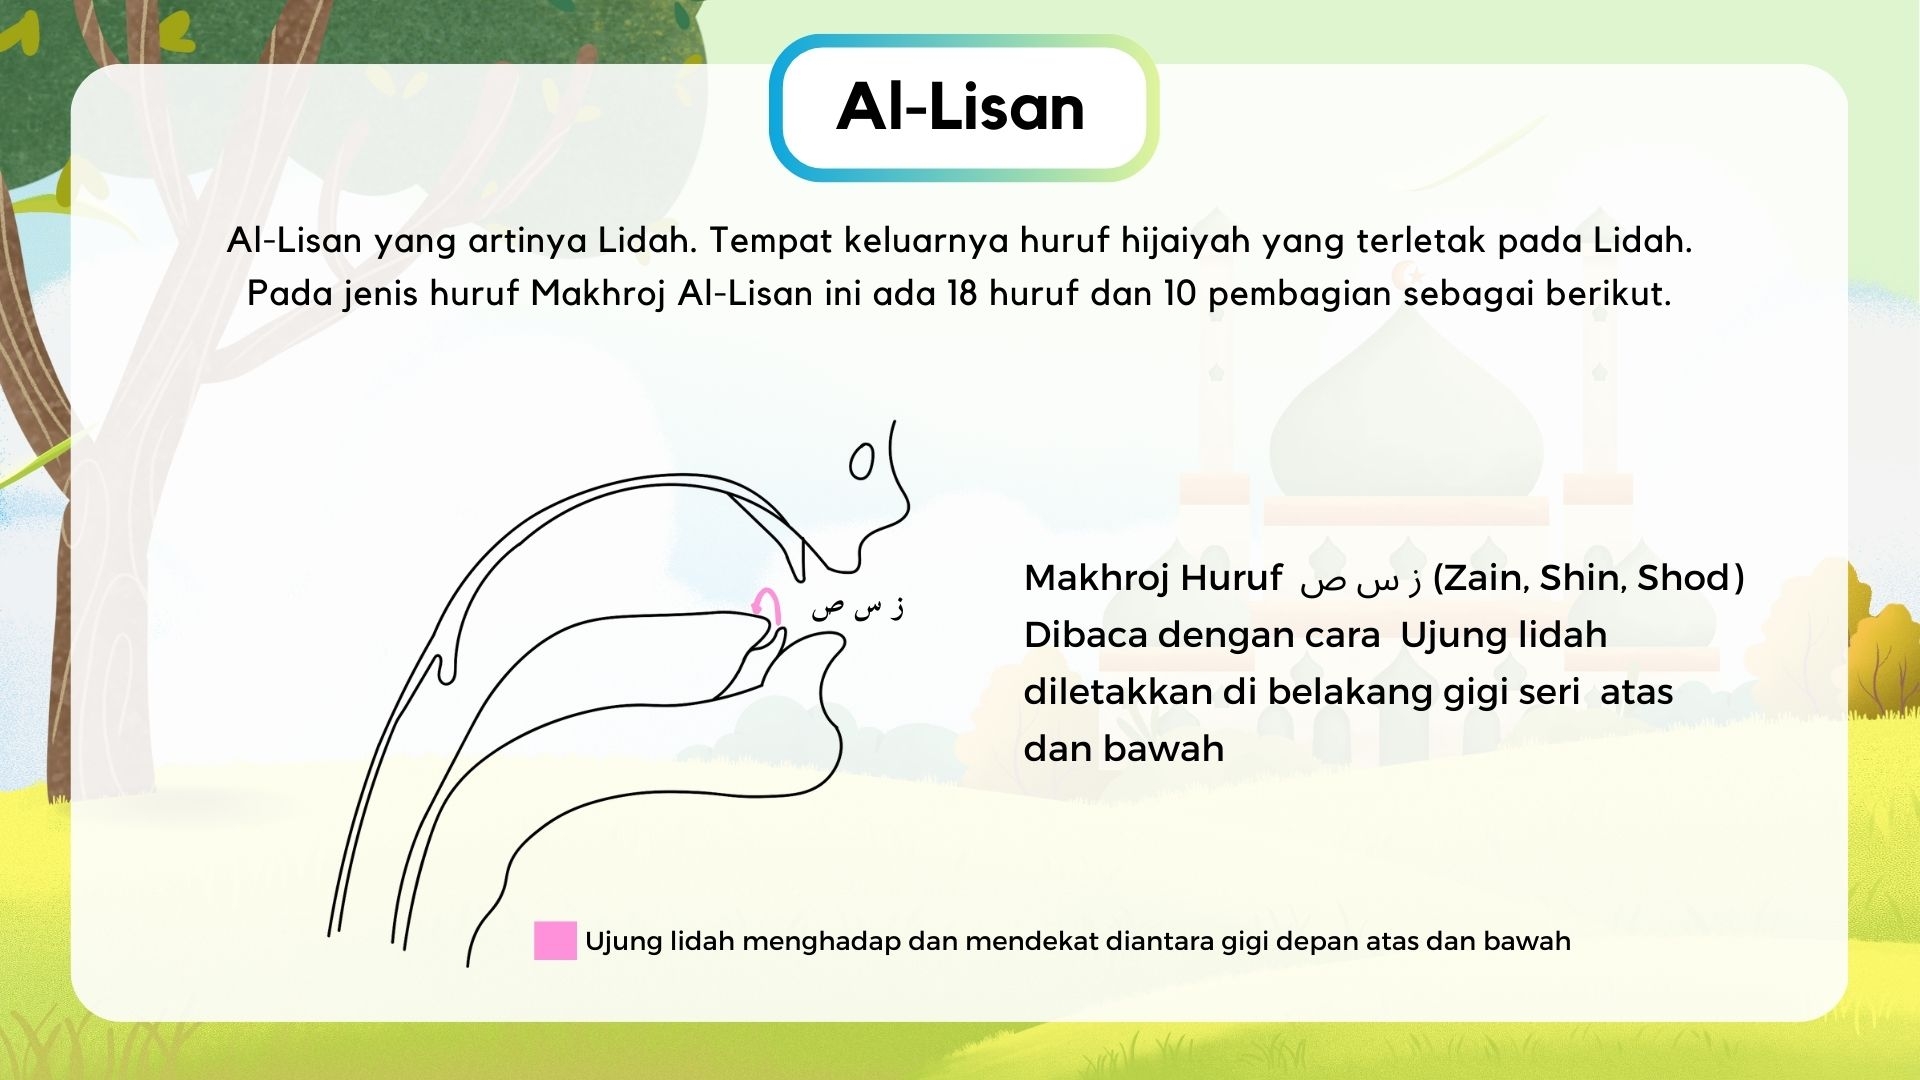 Al-Lisan
Al-Lisan yang artinya Lidah. Tempat keluarnya huruf hijaiyah yang terletak pada Lidah.
Pada jenis huruf Makhroj Al-Lisan ini ada 18 huruf dan 10 pembagian sebagai berikut.
ز س ص
Makhroj Huruf ز س ص (Zain, Shin, Shod)
Dibaca dengan cara Ujung lidah
diletakkan di belakang gigi seri atas
dan bawah
Ujung lidah menghadap dan mendekat diantara gigi depan atas dan bawah